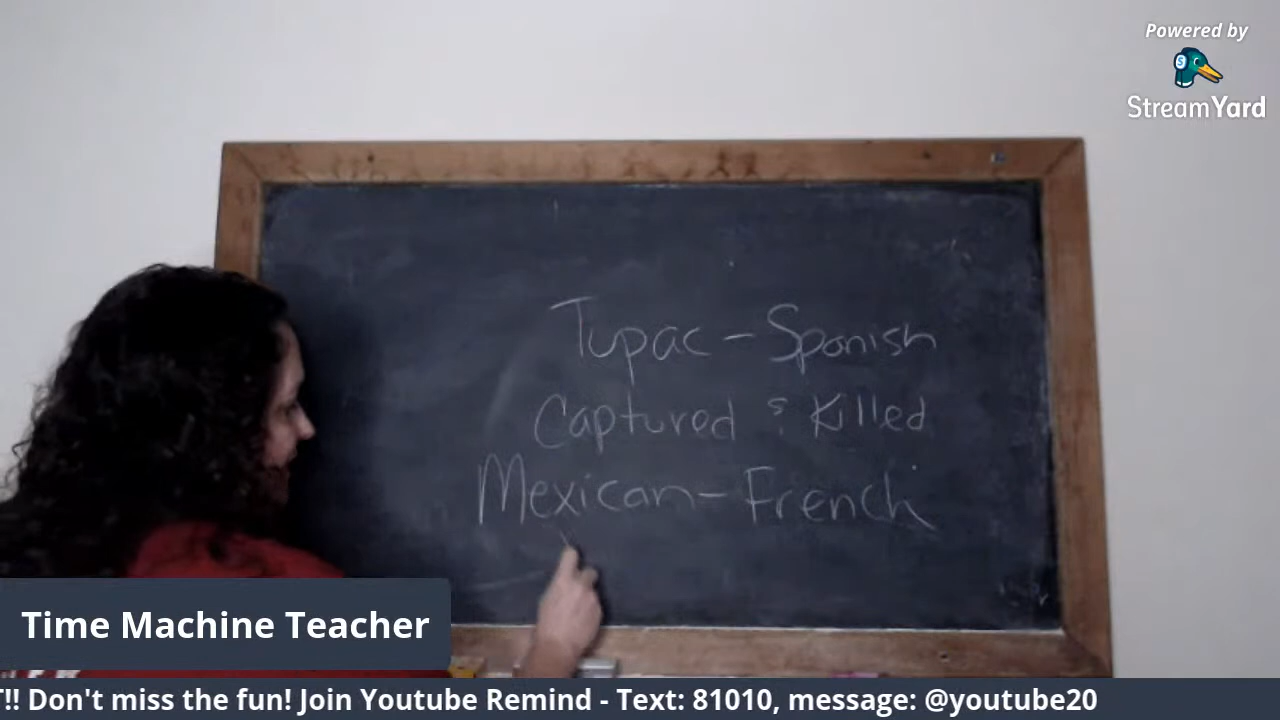 Powered by
StreamYard
Tupac - Spanish
Captured & Killed
Mexican - French
Time Machine Teacher
!! Don't miss the fun! Join Youtube Remind - Text: 81010, message: @youtube20